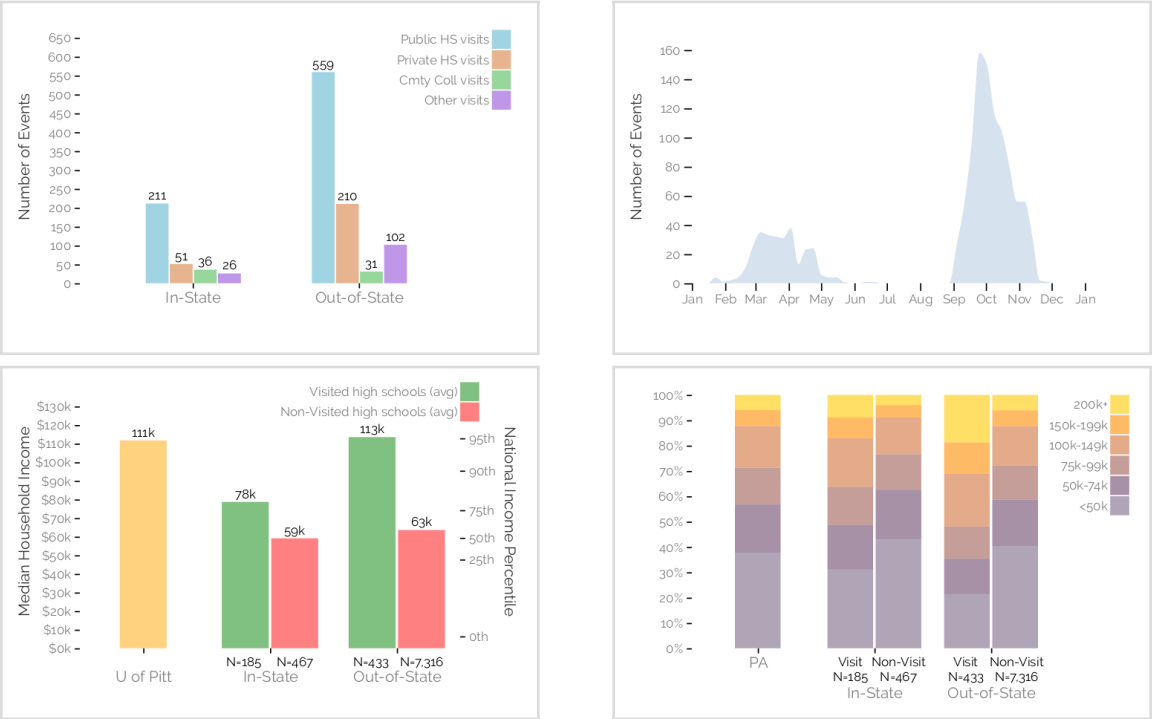 Number of Events
650
600
550
500
450
400
350
300
250
200
150
100
50
0
Public HS visits
Private HS visits
Cmty Coll visits
Other visits
211
51
36
26
559
210
31
102
In-State
Out-of-State
Number of Events
160
140
120
100
80
60
40
20
0
Jan Feb Mar Apr May Jun Jul Aug Sep Oct Nov Dec Jan
Median Household Income
$130k
$120k
$110k
$100k
$90k
$80k
$70k
$60k
$50k
$40k
$30k
$20k
$10k
$0k
Visited high schools (avg)
Non-Visited high schools (avg)
111k
78k
59k
113k
63k
95th
90th
75th
50th
25th
0th
National Income Percentile
N=185 N=467 N=433 N=7,316
U of Pitt In-State Out-of-State
100%
90%
80%
70%
60%
50%
40%
30%
20%
10%
0%
200k+
150k-199k
100k-149k
75k-99k
50k-74k
<50k
PA
Visit Non-Visit Visit Non-Visit
N=185 N=467 N=433 N=7,316
In-State Out-of-State